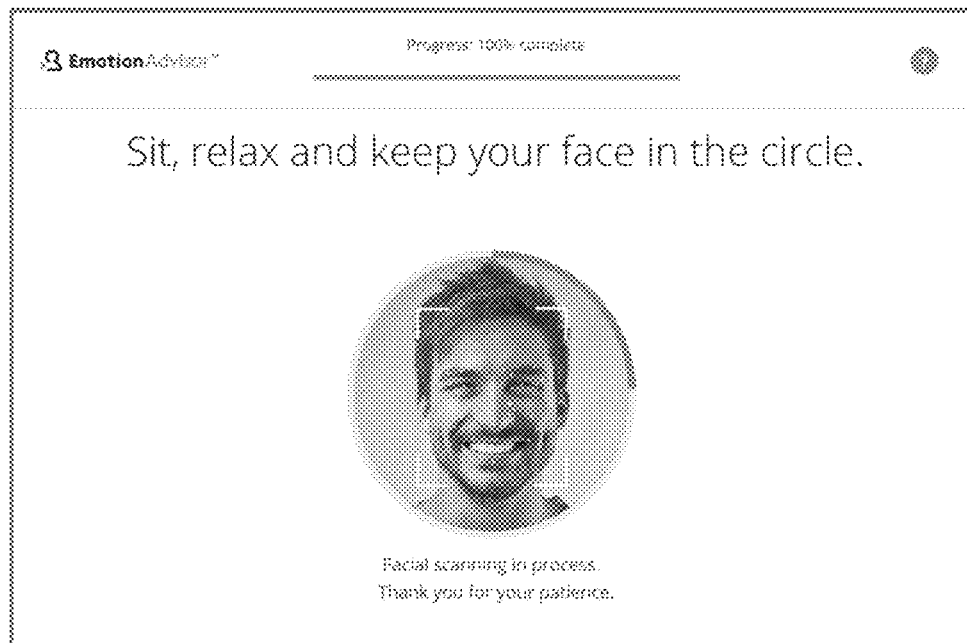 Progress: 100% complete
EmotionAdvisor™
Sit, relax and keep your face in the circle.
Facial scanning in process.
Thank you for your patience.